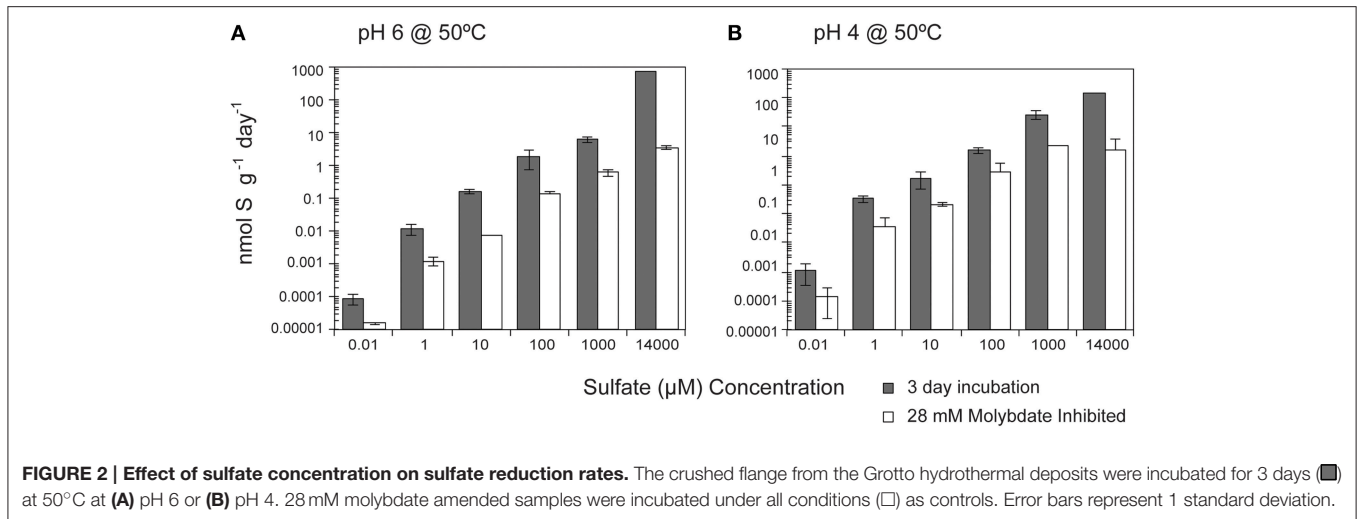 A pH 6 @ 50ºC
B pH 4 @ 50ºC
nmol S g⁻¹ day⁻¹
1000
100
10
1
0.1
0.01
0.001
0.0001
0.00001
0.01 1 10 100 1000 14000
1000
100
10
1
0.1
0.01
0.001
0.0001
0.00001
0.01 1 10 100 1000 14000
Sulfate (µM) Concentration
■ 3 day incubation
□ 28 mM Molybdate Inhibited
FIGURE 2 | Effect of sulfate concentration on sulfate reduction rates. The crushed flange from the Grotto hydrothermal deposits were incubated for 3 days (■)
at 50°C at (A) pH 6 or (B) pH 4. 28 mM molybdate amended samples were incubated under all conditions (□) as controls. Error bars represent 1 standard deviation.